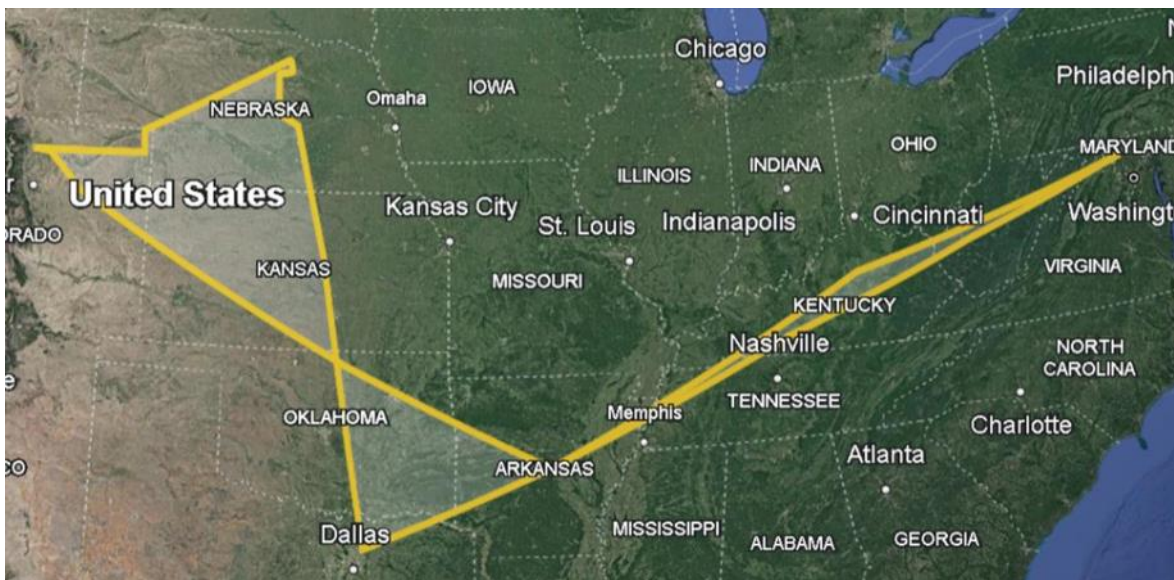 Chicago
Philadelph
Omaha
IOWA
NEBRASKA
OHIO
MARYLAND
INDIANA
ILLINOIS
United States
Kansas City
Cincinnati
Washingt
St. Louis
Indianapolis
ORADO
VIRGINIA
KANSAS
MISSOURI
KENTUCKY
Nashville
NORTH
CAROLINA
OKLAHOMA
Memphis
TENNESSEE
Charlotte
Atlanta
ARKANSAS
Dallas
MISSISSIPPI
ALABAMA
GEORGIA